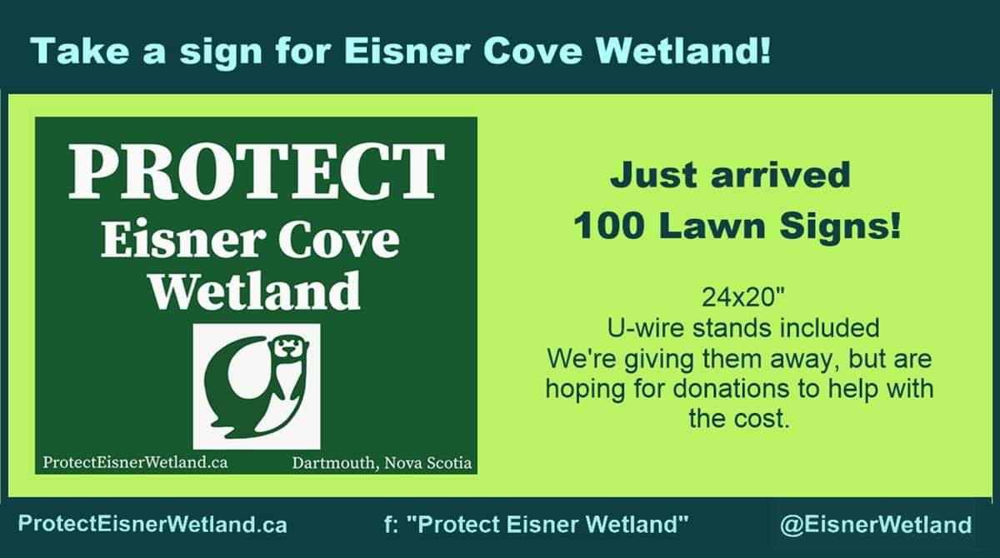 Take a sign for Eisner Cove Wetland!
PROTECT
Eisner Cove
Wetland
ProtectEisnerWetland.ca
Dartmouth, Nova Scotia
Just arrived
100 Lawn Signs!
24x20"
U-wire stands included
We're giving them away, but are
hoping for donations to help with
the cost.
ProtectEisnerWetland.ca
f: "Protect Eisner Wetland"
@EisnerWetland